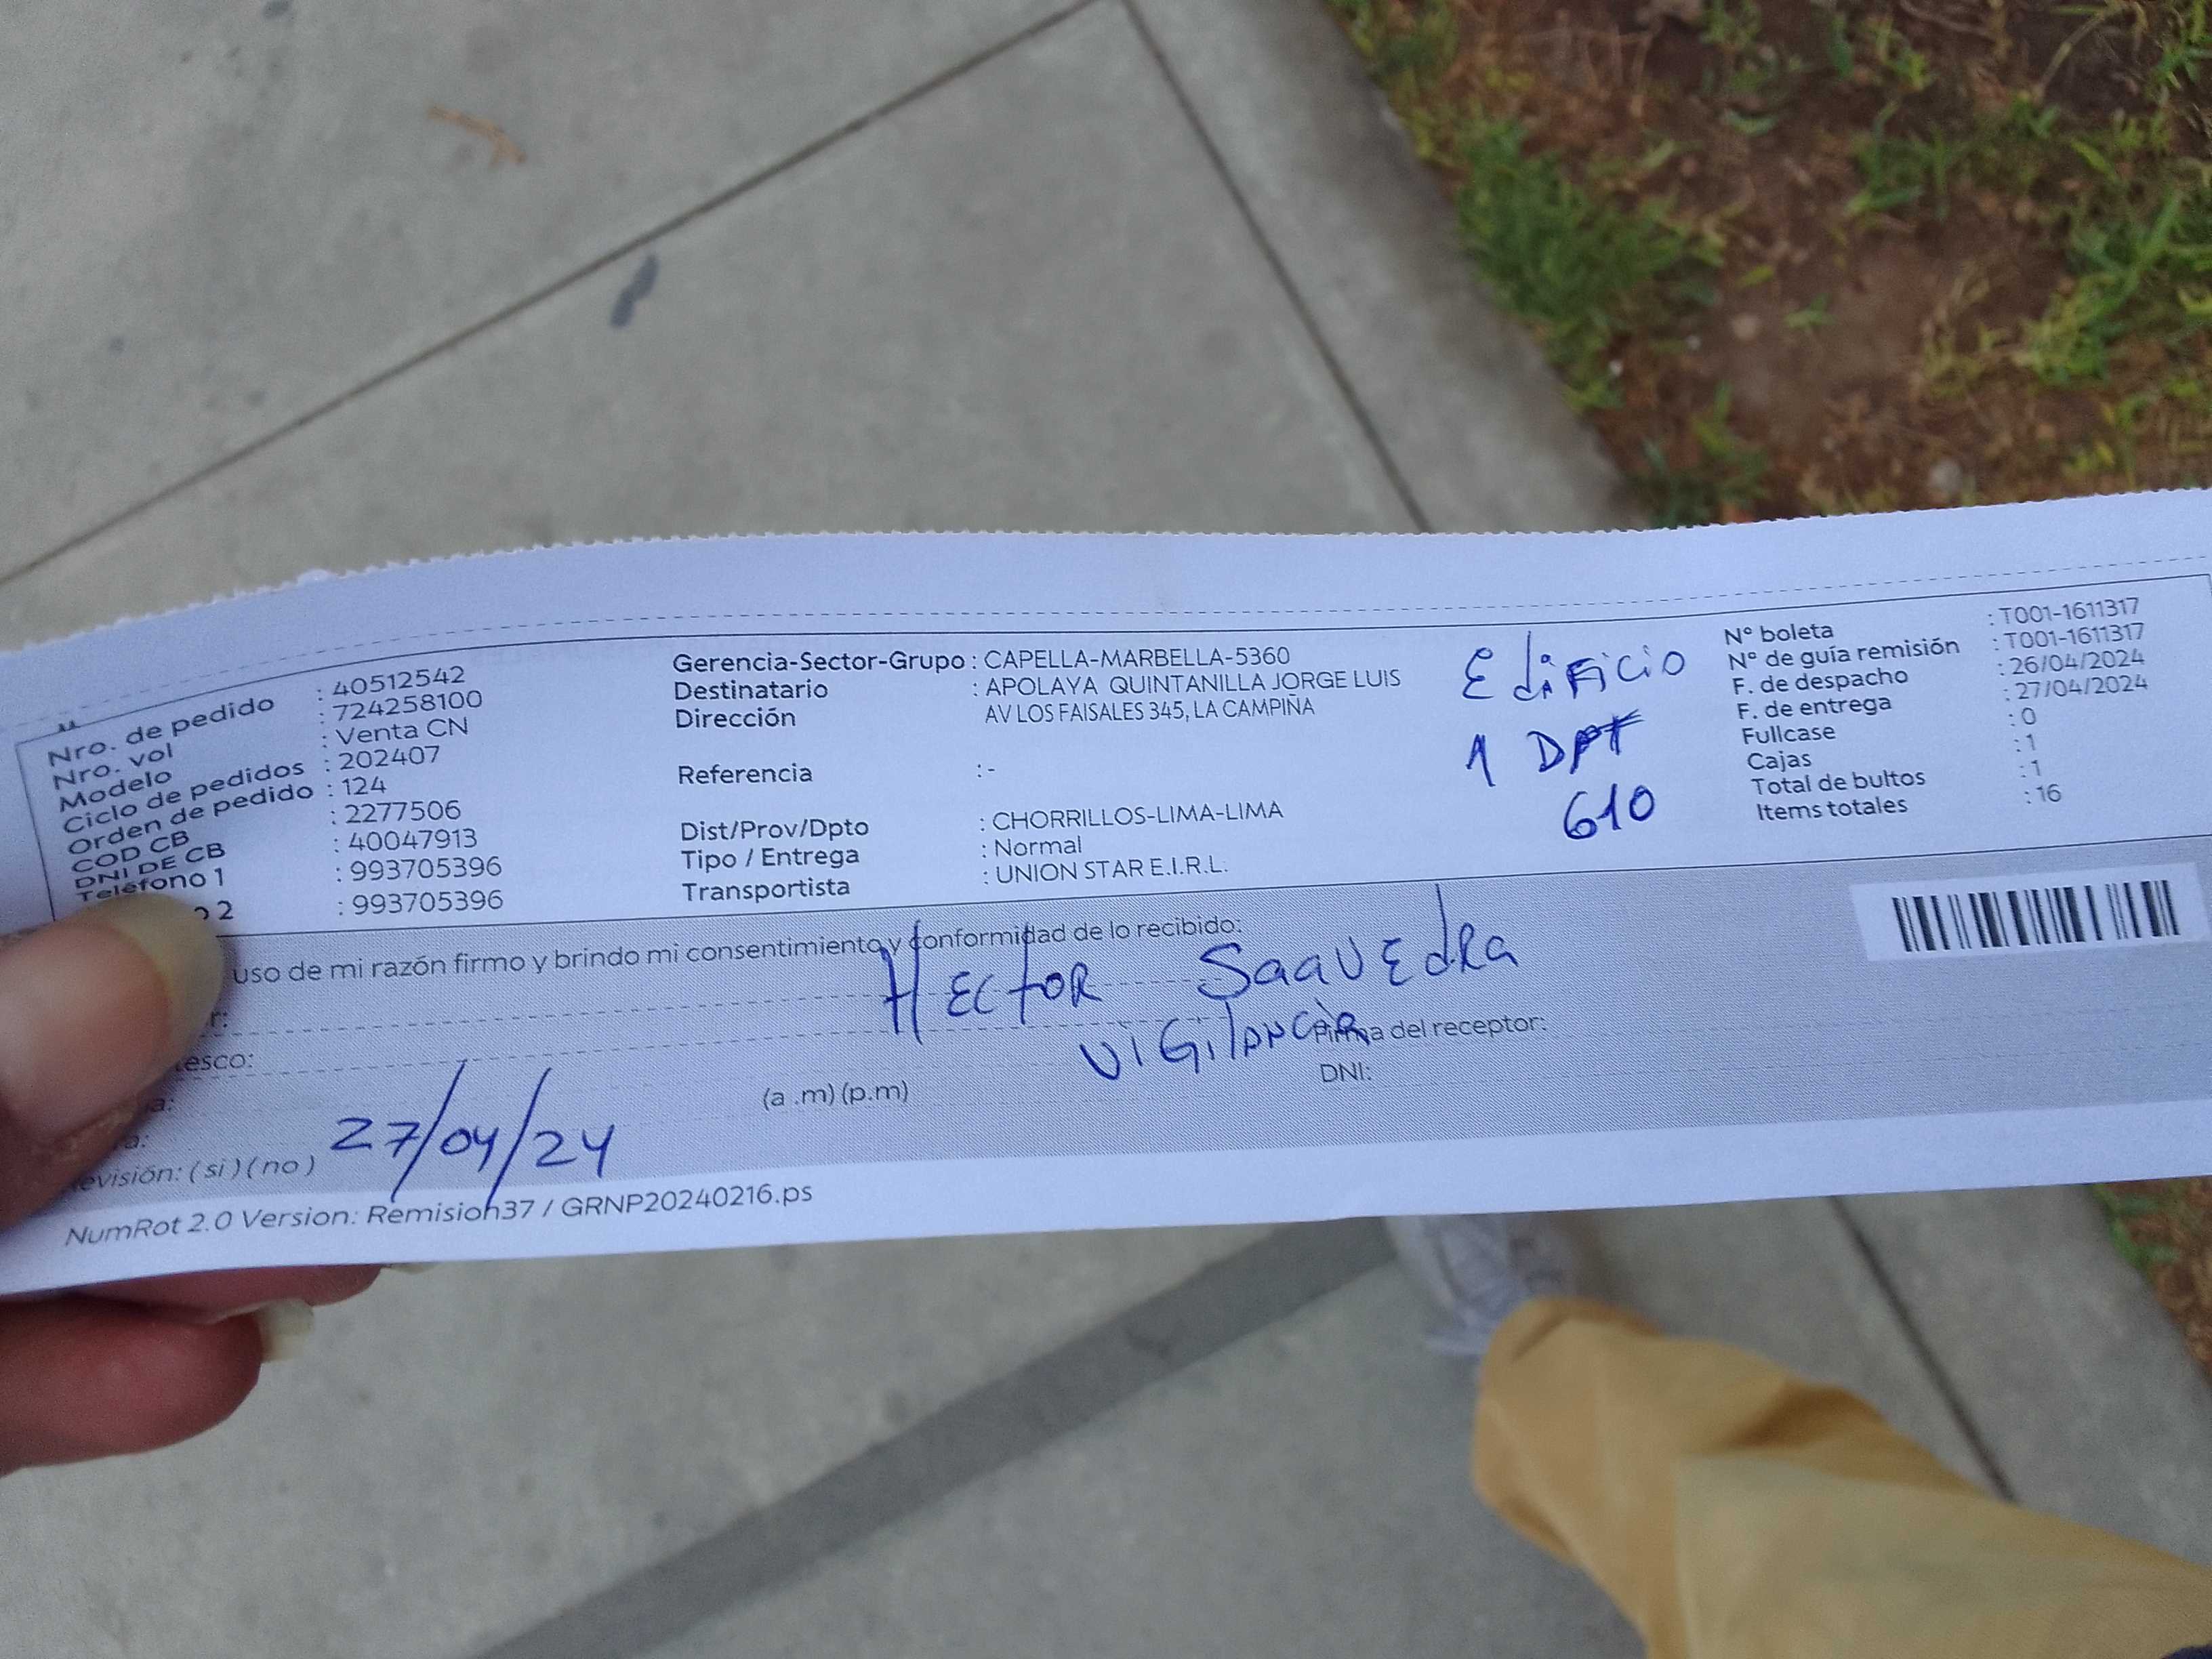 Nro. de pedido : 40512542
Nro. vol : 724258100
Modelo : Venta CN
Ciclo de pedidos : 202407
Orden de pedido : 124
COD CB : 2277506
DNI DE CB : 40047913
Teléfono 1 : 993705396
o 2 : 993705396
Gerencia-Sector-Grupo : CAPELLA-MARBELLA-5360
Destinatario : APOLAYA QUINTANILLA JORGE LUIS
Dirección AV LOS FAISALES 345, LA CAMPIÑA
Referencia : -
Dist/Prov/Dpto : CHORRILLOS-LIMA-LIMA
Tipo / Entrega : Normal
Transportista : UNION STAR E.I.R.L.
Edificio
1 DPT
610
N° boleta : T001-1611317
N° de guía remisión : T001-1611317
F. de despacho : 26/04/2024
F. de entrega : 27/04/2024
Fullcase : 0
Cajas : 1
Total de bultos : 1
Items totales : 16
uso de mi razón firmo y brindo mi consentimiento y conformidad de lo recibido:
HECTOR SAAVEDRA
r:
VIGILANCIA
Firma del receptor:
esco:
DNI:
a:
(a .m) (p.m)
a:
27/04/24
evisión: ( si ) ( no )
NumRot 2.0 Version: Remision37 / GRNP20240216.ps